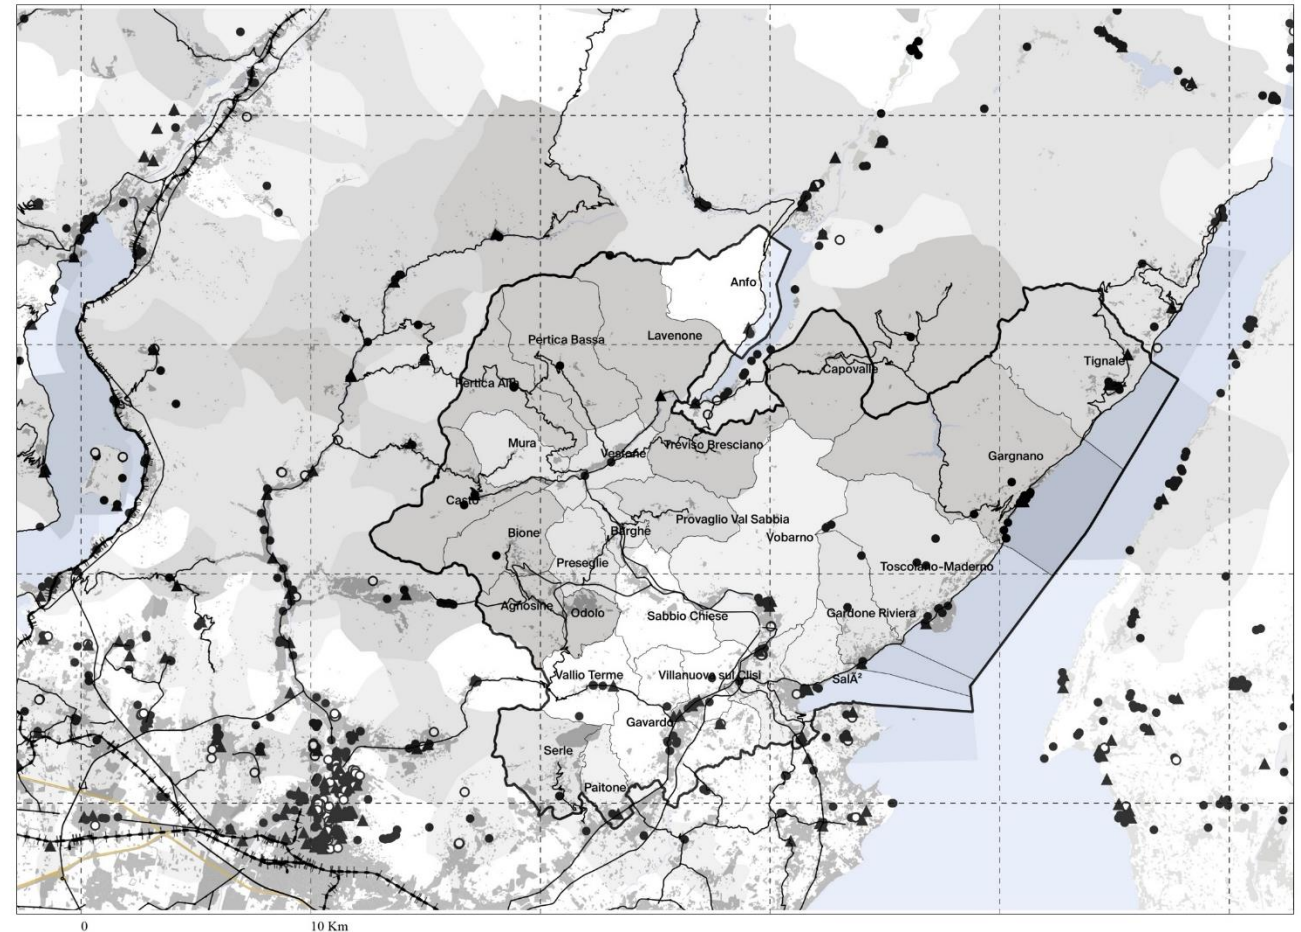 Anfo
Lavenone
Pertica Bassa
Tignale
Capovalle
Pertica Alta
Mura
Treviso Bresciano
Vestone
Gargnano
Casto
Provaglio Val Sabbia
Bione
Barghe
Vobarno
Preseglie
Toscolano-Maderno
Agnosine
Odolo
Sabbio Chiese
Gardone Riviera
Vallio Terme
Villanuova sul Clisi
SalÃ²
Gavardo
Serle
Paitone
0
10 Km